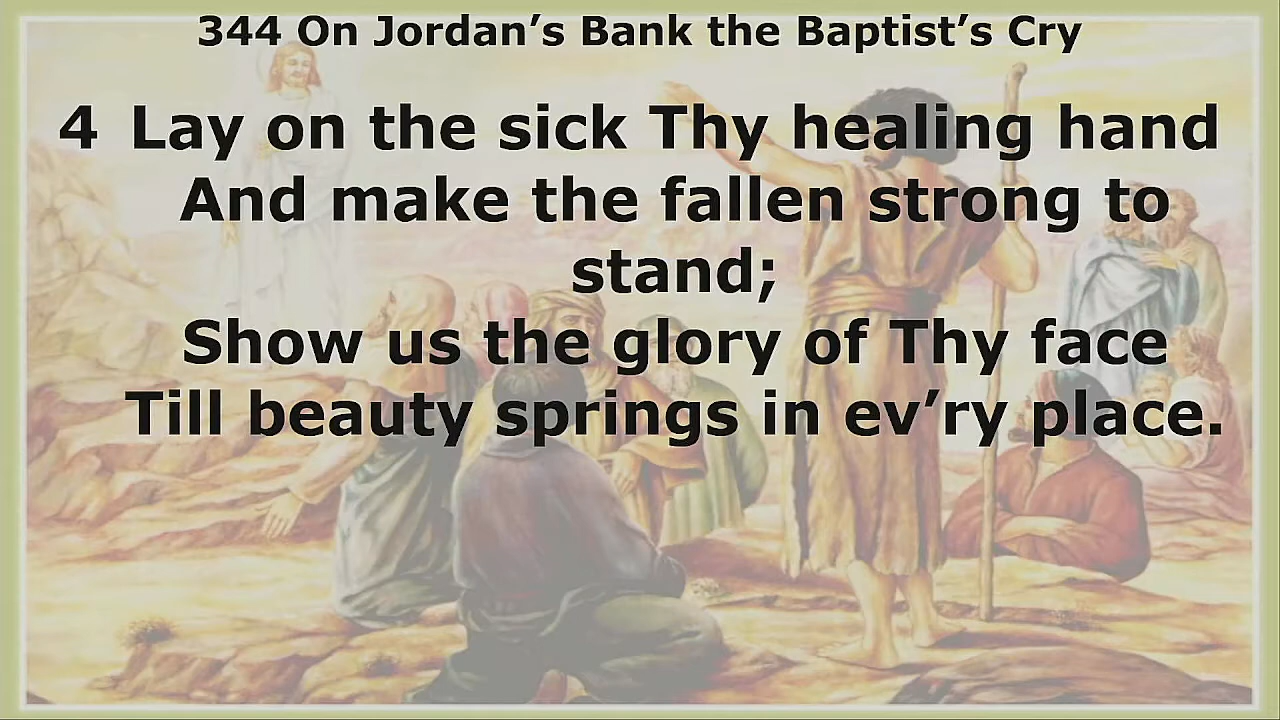 344 On Jordan’s Bank the Baptist’s Cry
4 Lay on the sick Thy healing hand
And make the fallen strong to
stand;
Show us the glory of Thy face
Till beauty springs in ev’ry place.